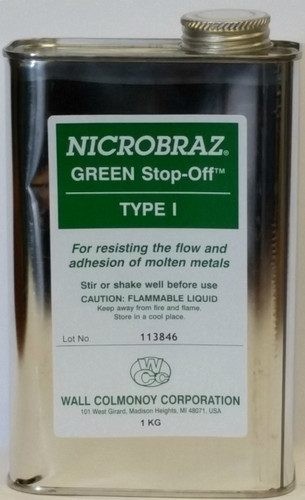 NICROBRAZ®
GREEN Stop-Off™
TYPE I
For resisting the flow and
adhesion of molten metals
Stir or shake well before use
CAUTION: FLAMMABLE LIQUID
Keep away from fire and flame.
Store in a cool place.
Lot No 113846
WCC
WALL COLMONOY CORPORATION
101 West Girard, Madison Heights, MI 48071, USA
1 KG